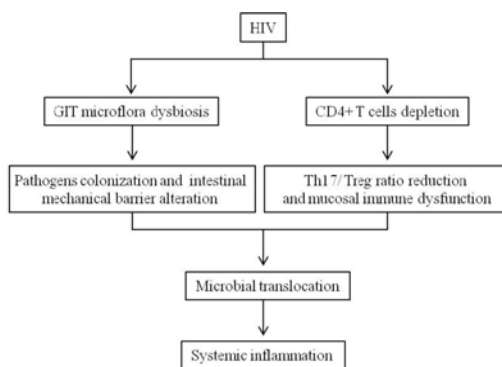 HIV
GIT microflora dysbiosis
CD4+ T cells depletion
Pathogens colonization and intestinal
mechanical barrier alteration
Th17/Treg ratio reduction
and mucosal immune dysfunction
Microbial translocation
Systemic inflammation